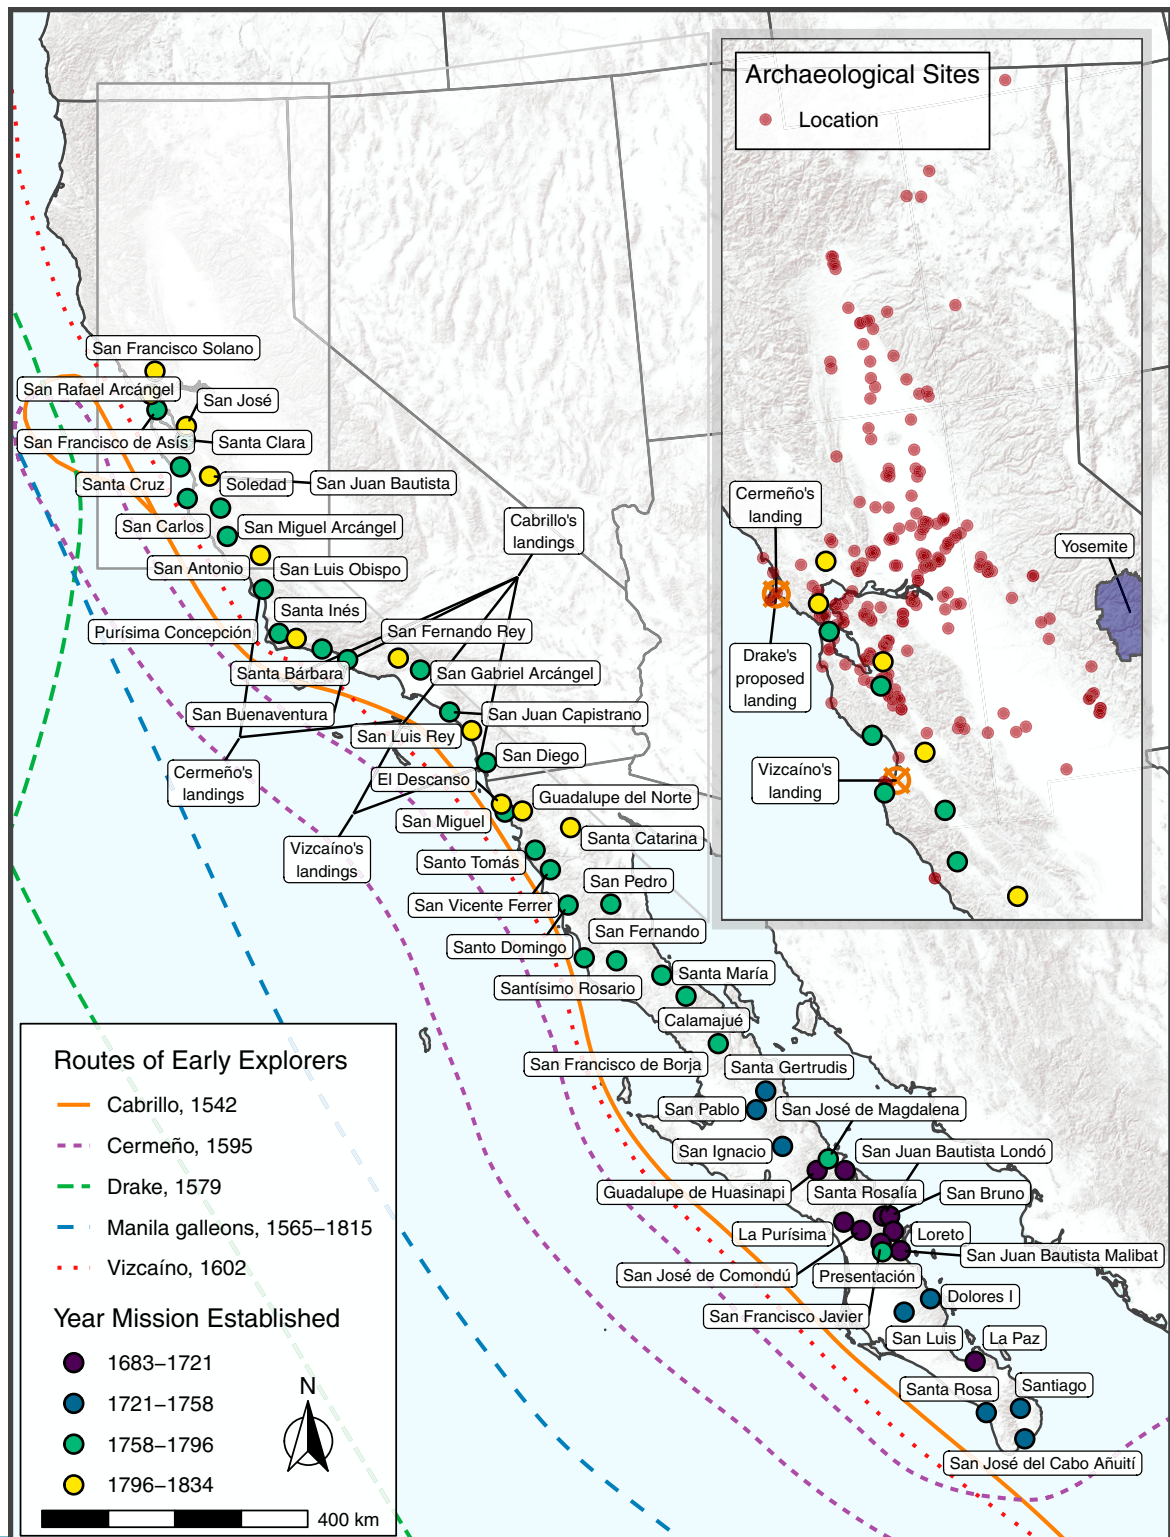 Archaeological Sites
Location
San Francisco Solano
San Rafael Arcángel
San José
San Francisco de Asís
Santa Clara
Santa Cruz
Soledad
San Juan Bautista
San Carlos
San Miguel Arcángel
Cabrillo's
landings
San Antonio
San Luis Obispo
Santa Inés
Purísima Concepción
San Fernando Rey
Santa Bárbara
San Gabriel Arcángel
San Buenaventura
San Juan Capistrano
San Luis Rey
San Diego
Cermeño's
landings
El Descanso
Guadalupe del Norte
San Miguel
Santa Catarina
Vizcaíno's
landings
Santo Tomás
San Pedro
San Vicente Ferrer
San Fernando
Santo Domingo
Santa María
Santísimo Rosario
Calamajué
San Francisco de Borja
Santa Gertrudis
San Pablo
San José de Magdalena
San Ignacio
San Juan Bautista Londó
Guadalupe de Huasinapi
Santa Rosalía
San Bruno
La Purísima
Loreto
San Juan Bautista Malibat
San José de Comondú
Presentación
San Francisco Javier
Dolores I
San Luis
La Paz
Santa Rosa
Santiago
San José del Cabo Añuití
Cermeño's
landing
Yosemite
Drake's
proposed
landing
Vizcaíno's
landing
Routes of Early Explorers
Cabrillo, 1542
Cermeño, 1595
Drake, 1579
Manila galleons, 1565–1815
Vizcaíno, 1602
Year Mission Established
1683–1721
1721–1758
1758–1796
1796–1834
N
400 km